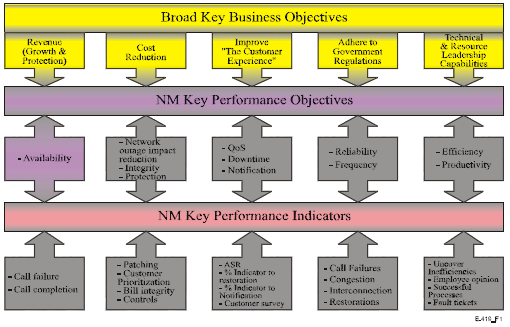 Broad Key Business Objectives
Revenue
(Growth &
Protection)
Cost
Reduction
Improve
"The Customer
Experience"
Adhere to
Government
Regulations
Technical
& Resource
Leadership
Capabilities
NM Key Performance Objectives
- Availability
- Network
outage impact
reduction
- Integrity
- Protection
- QoS
- Downtime
- Notification
- Reliability
- Frequency
- Efficiency
- Productivity
NM Key Performance Indicators
- Call failure
- Call completion
- Patching
- Customer
Prioritization
- Bill integrity
- Controls
- ASR
- % Indicator to
restoration
- % Indicator to
Notification
- Customer survey
- Call Failures
- Congestion
- Interconnection
- Restorations
- Uncover
Inefficiencies
- Employee opinion
- Successful
Processes
- Fault tickets
E.419_F1